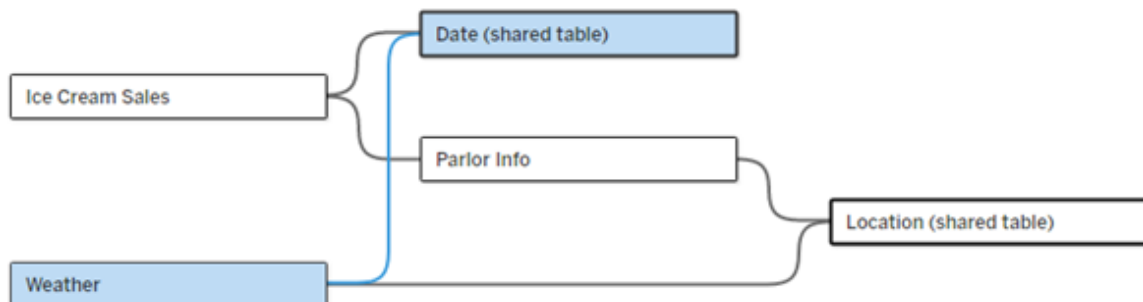 Date (shared table)
Ice Cream Sales
Parlor Info
Location (shared table)
Weather